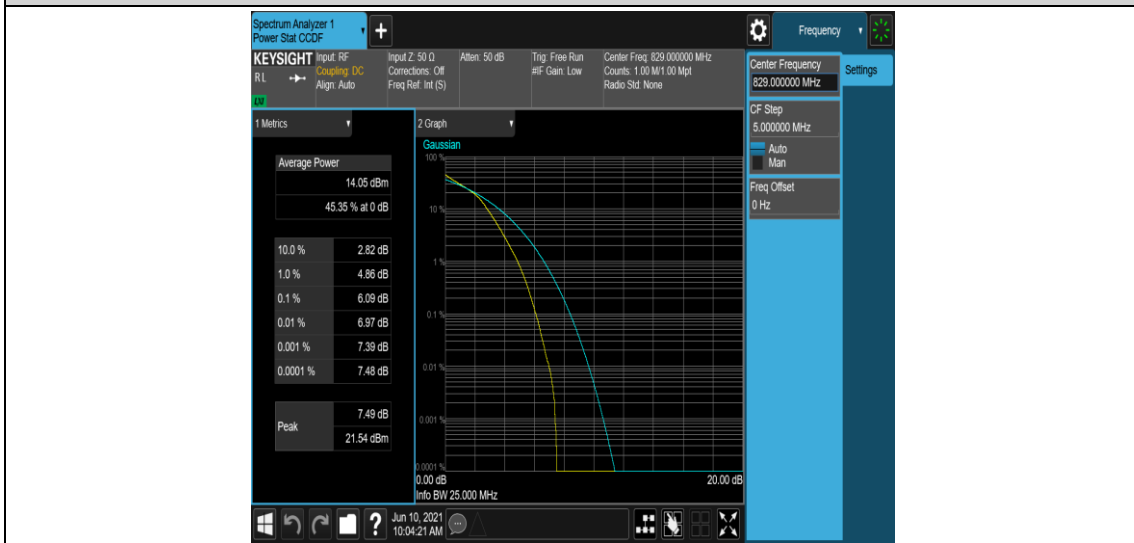 Spectrum Analyzer 1
Power Stat CCDF
Frequency
KEYSIGHT
RL
LXI
Input: RF
Coupling: DC
Align: Auto
Input Z: 50 Ω
Corrections: Off
Freq Ref: Int (S)
Atten: 50 dB
Trig: Free Run
#IF Gain: Low
Center Freq: 829.000000 MHz
Counts: 1.00 M/1.00 Mpt
Radio Std: None
Center Frequency
829.000000 MHz
Settings
CF Step
5.000000 MHz
Auto
Man
Freq Offset
0 Hz
1 Metrics
Average Power
14.05 dBm
45.35 % at 0 dB
10.0 % 2.82 dB
1.0 % 4.86 dB
0.1 % 6.09 dB
0.01 % 6.97 dB
0.001 % 7.39 dB
0.0001 % 7.48 dB
Peak
7.49 dB
21.54 dBm
2 Graph
Gaussian
100 %
10 %
1 %
0.1 %
0.01 %
0.001 %
0.0001 %
0.00 dB 20.00 dB
Info BW 25.000 MHz
?
Jun 10, 2021
10:04:21 AM